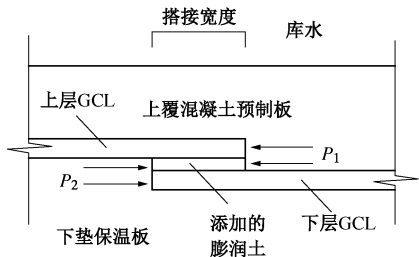 搭接宽度
库水
上层GCL
上覆混凝土预制板
P1
P2
下垫保温板
添加的
膨润土
下层GCL